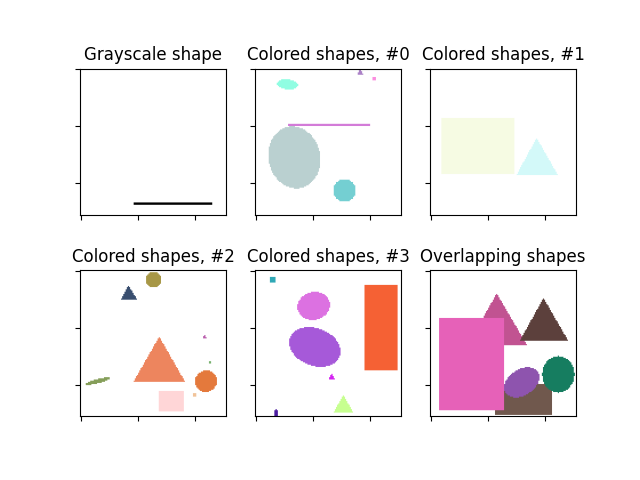 Grayscale shape
Colored shapes, #0
Colored shapes, #1
Colored shapes, #2
Colored shapes, #3
Overlapping shapes